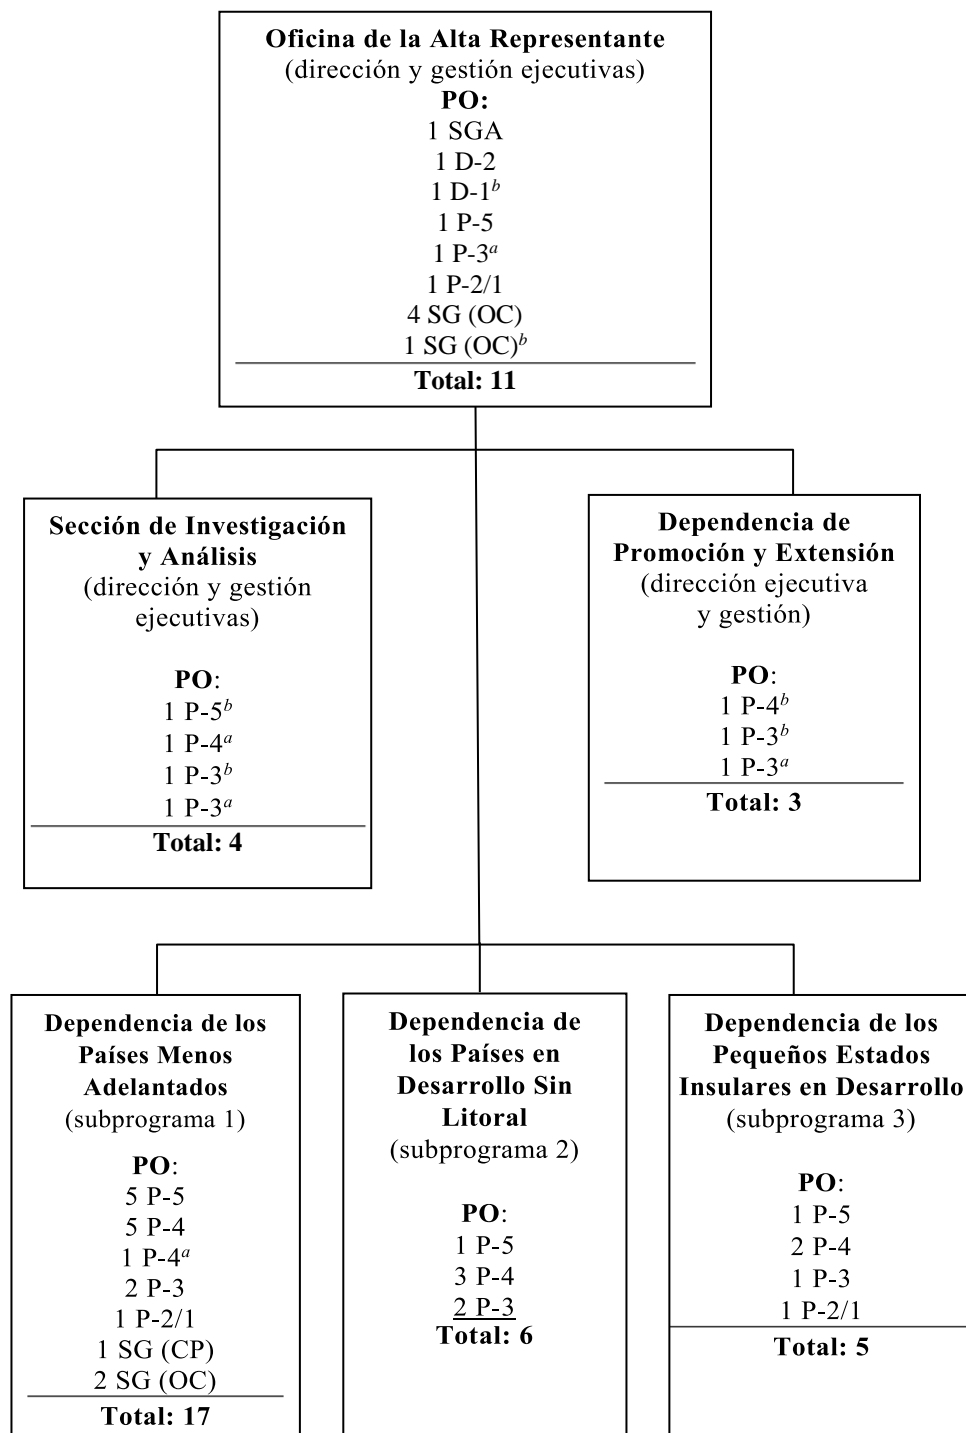 Oficina de la Alta Representante
(dirección y gestión ejecutivas)
PO:
1 SGA
1 D-2
1 D-1b
1 P-5
1 P-3a
1 P-2/1
4 SG (OC)
1 SG (OC)b
Total: 11
Sección de Investigación
y Análisis
(dirección y gestión
ejecutivas)
PO:
1 P-5b
1 P-4a
1 P-3b
1 P-3a
Total: 4
Dependencia de
Promoción y Extensión
(dirección ejecutiva
y gestión)
PO:
1 P-4b
1 P-3b
1 P-3a
Total: 3
Dependencia de los
Países Menos
Adelantados
(subprograma 1)
PO:
5 P-5
5 P-4
1 P-4a
2 P-3
1 P-2/1
1 SG (CP)
2 SG (OC)
Total: 17
Dependencia de
los Países en
Desarrollo Sin
Litoral
(subprograma 2)
PO:
1 P-5
3 P-4
2 P-3
Total: 6
Dependencia de los
Pequeños Estados
Insulares en Desarrollo
(subprograma 3)
PO:
1 P-5
2 P-4
1 P-3
1 P-2/1
Total: 5